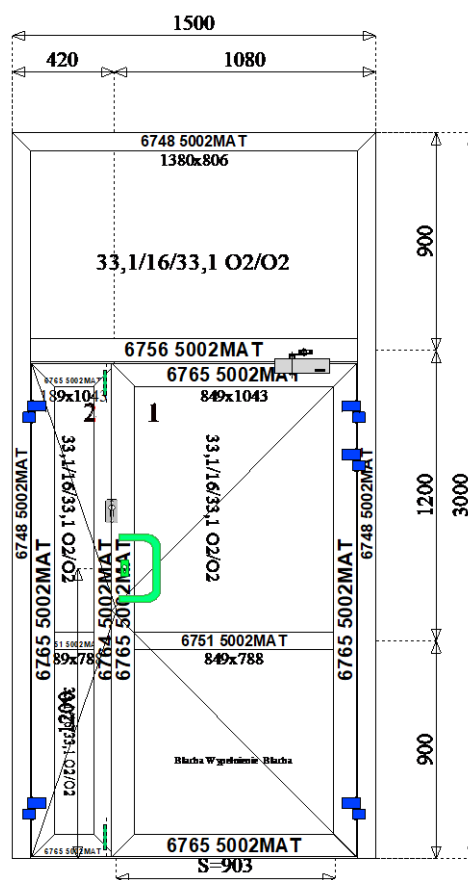 1500
420
1080
6748 5002MAT
1380x806
900
33,1/16/33,1 O2/O2
6756 5002MAT
6765 5002MAT
6765 5002MAT
189x1043
849x1043
2
1
33,1/16/33,1 O2/O2
33,1/16/33,1 O2/O2
6748 5002MAT
6748 5002MAT
1200
3000
6765 5002MAT
6764 5002MAT
6765 5002MAT
6765 5002MAT
6751 5002MAT
849x788
900
Blacha Wypełnienie Blacha
6765 5002MAT
6765 5002MAT
S=903